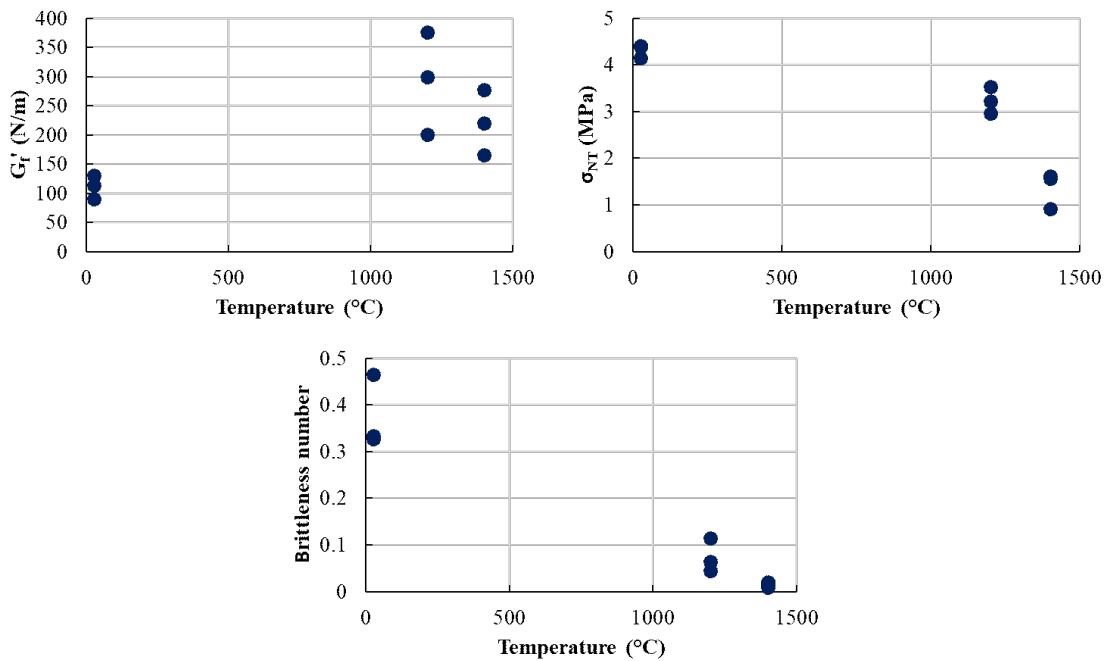 400
350
300
250
200
150
100
50
0
G_f' (N/m)
0 500 1000 1500
Temperature (°C)
5
4
3
2
1
0
σ_NT (MPa)
0 500 1000 1500
Temperature (°C)
0.5
0.4
0.3
0.2
0.1
0
Brittleness number
0 500 1000 1500
Temperature (°C)